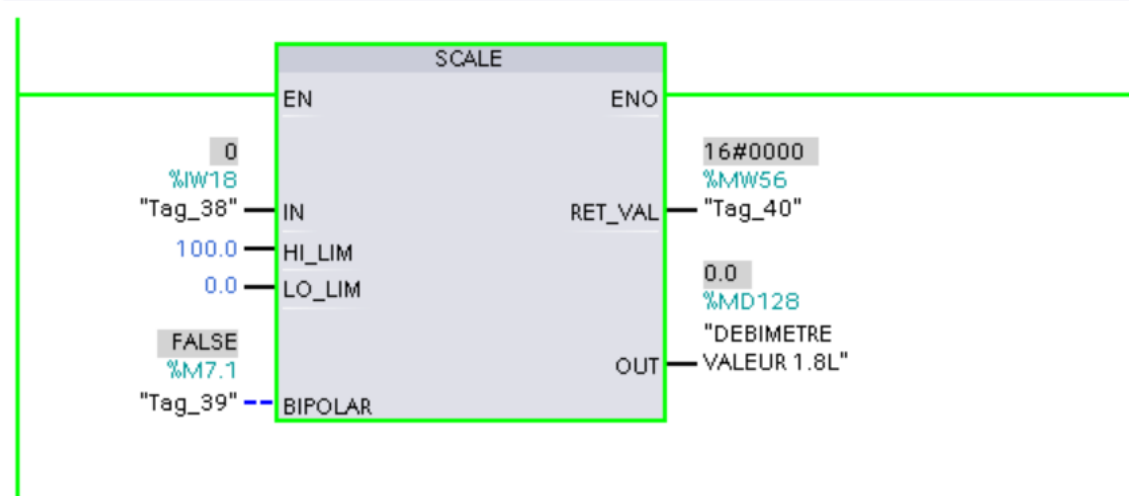 SCALE
EN
ENO
0
%IW18
"Tag_38"
IN
16#0000
%MW56
RET_VAL
"Tag_40"
100.0
HI_LIM
0.0
LO_LIM
0.0
%MD128
"DEBIMETRE
OUT
VALEUR 1.8L"
FALSE
%M7.1
"Tag_39"
BIPOLAR